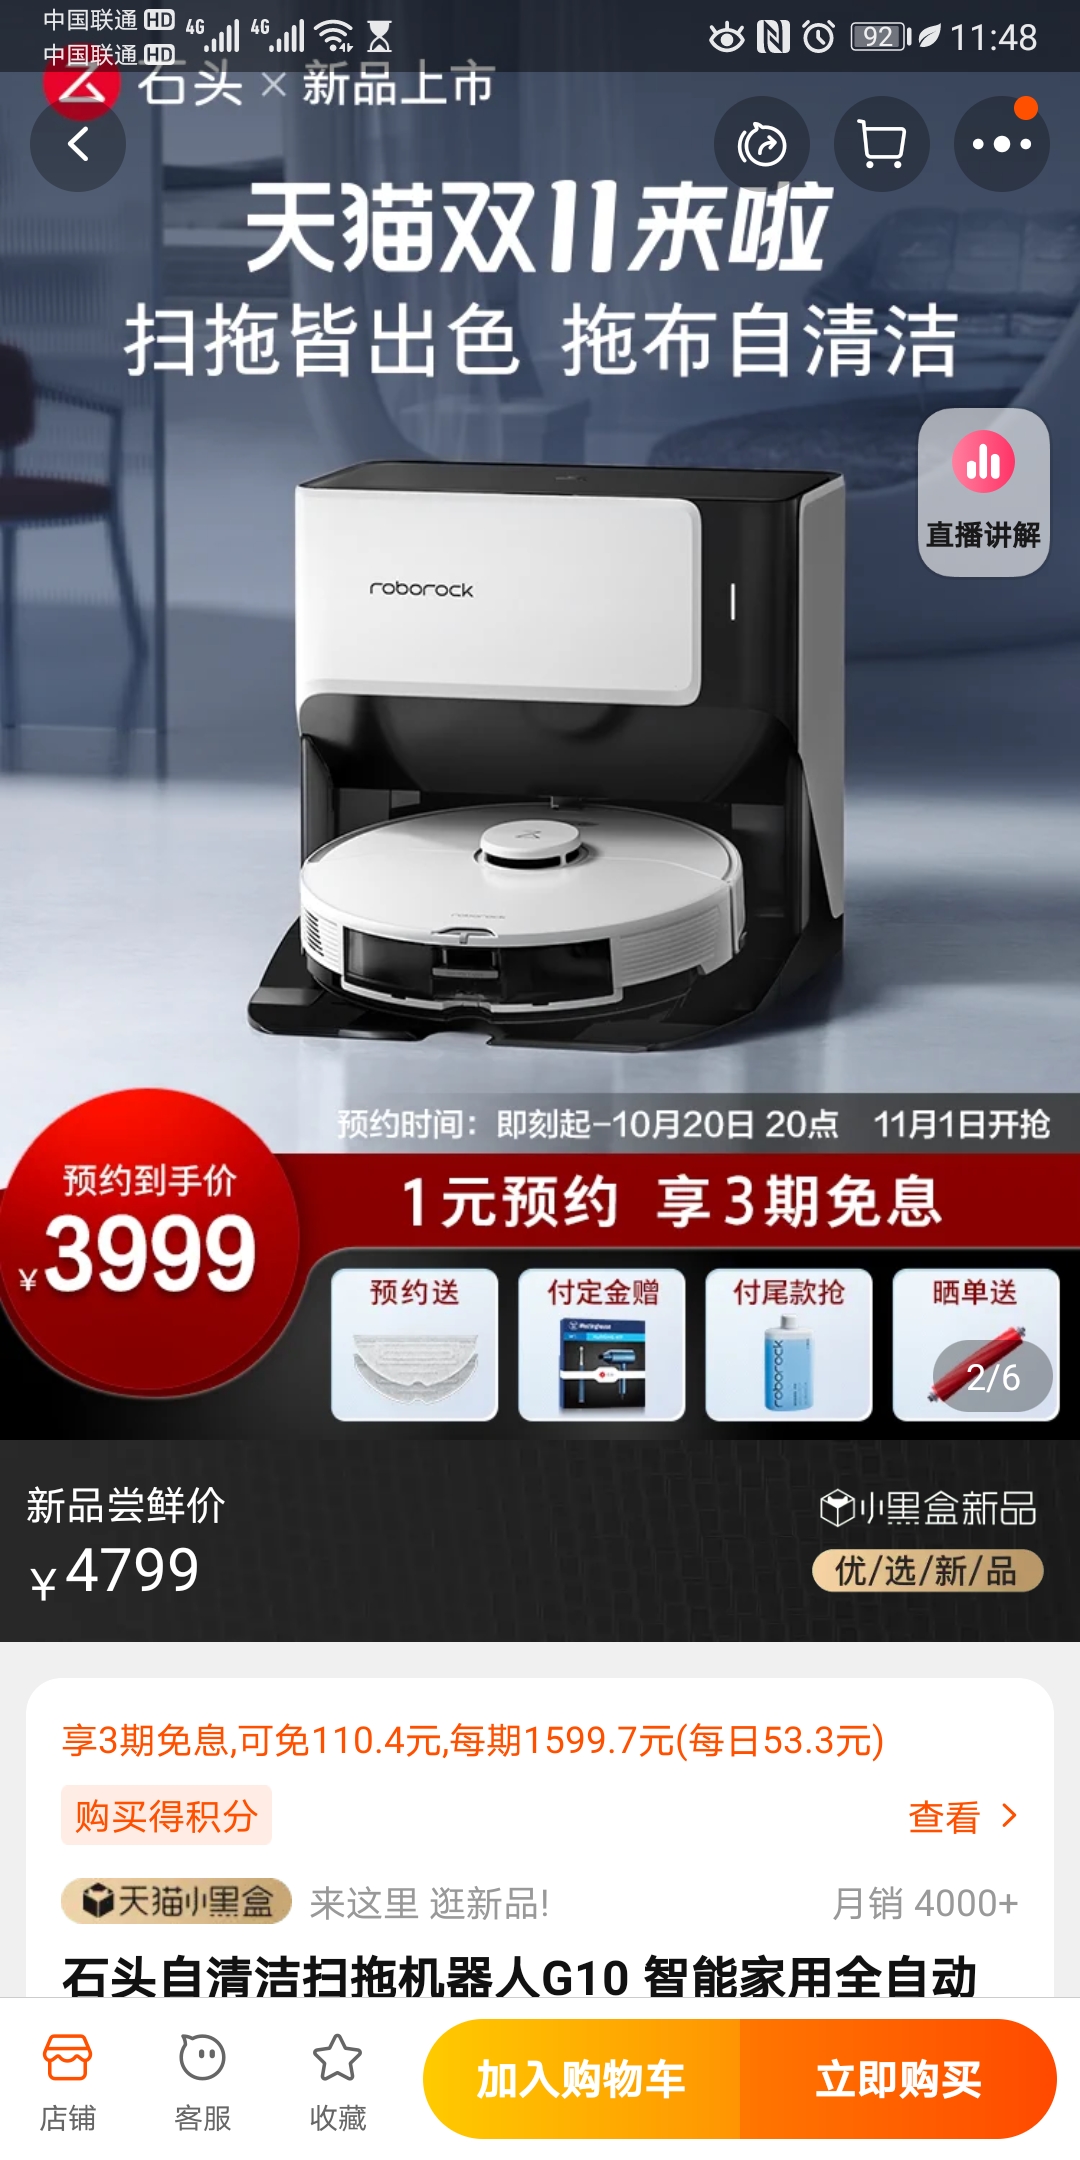 中国联通 HD 4G 4G 92 11:48
中国联通 HD
石头 × 新品上市
天猫双11来啦
扫拖皆出色 拖布自清洁
直播讲解
roborock
roborock
预约时间：即刻起-10月20日 20点 11月1日开抢
预约到手价
¥3999
1元预约 享3期免息
预约送
付定金赠
付尾款抢
晒单送
Westinghouse
roborock
2/6
新品尝鲜价
¥4799
小黑盒新品
优/选/新/品
享3期免息,可免110.4元,每期1599.7元(每日53.3元)
购买得积分
查看 >
天猫小黑盒 来这里 逛新品!
月销 4000+
石头自清洁扫拖机器人G10 智能家用全自动
店铺
客服
收藏
加入购物车
立即购买